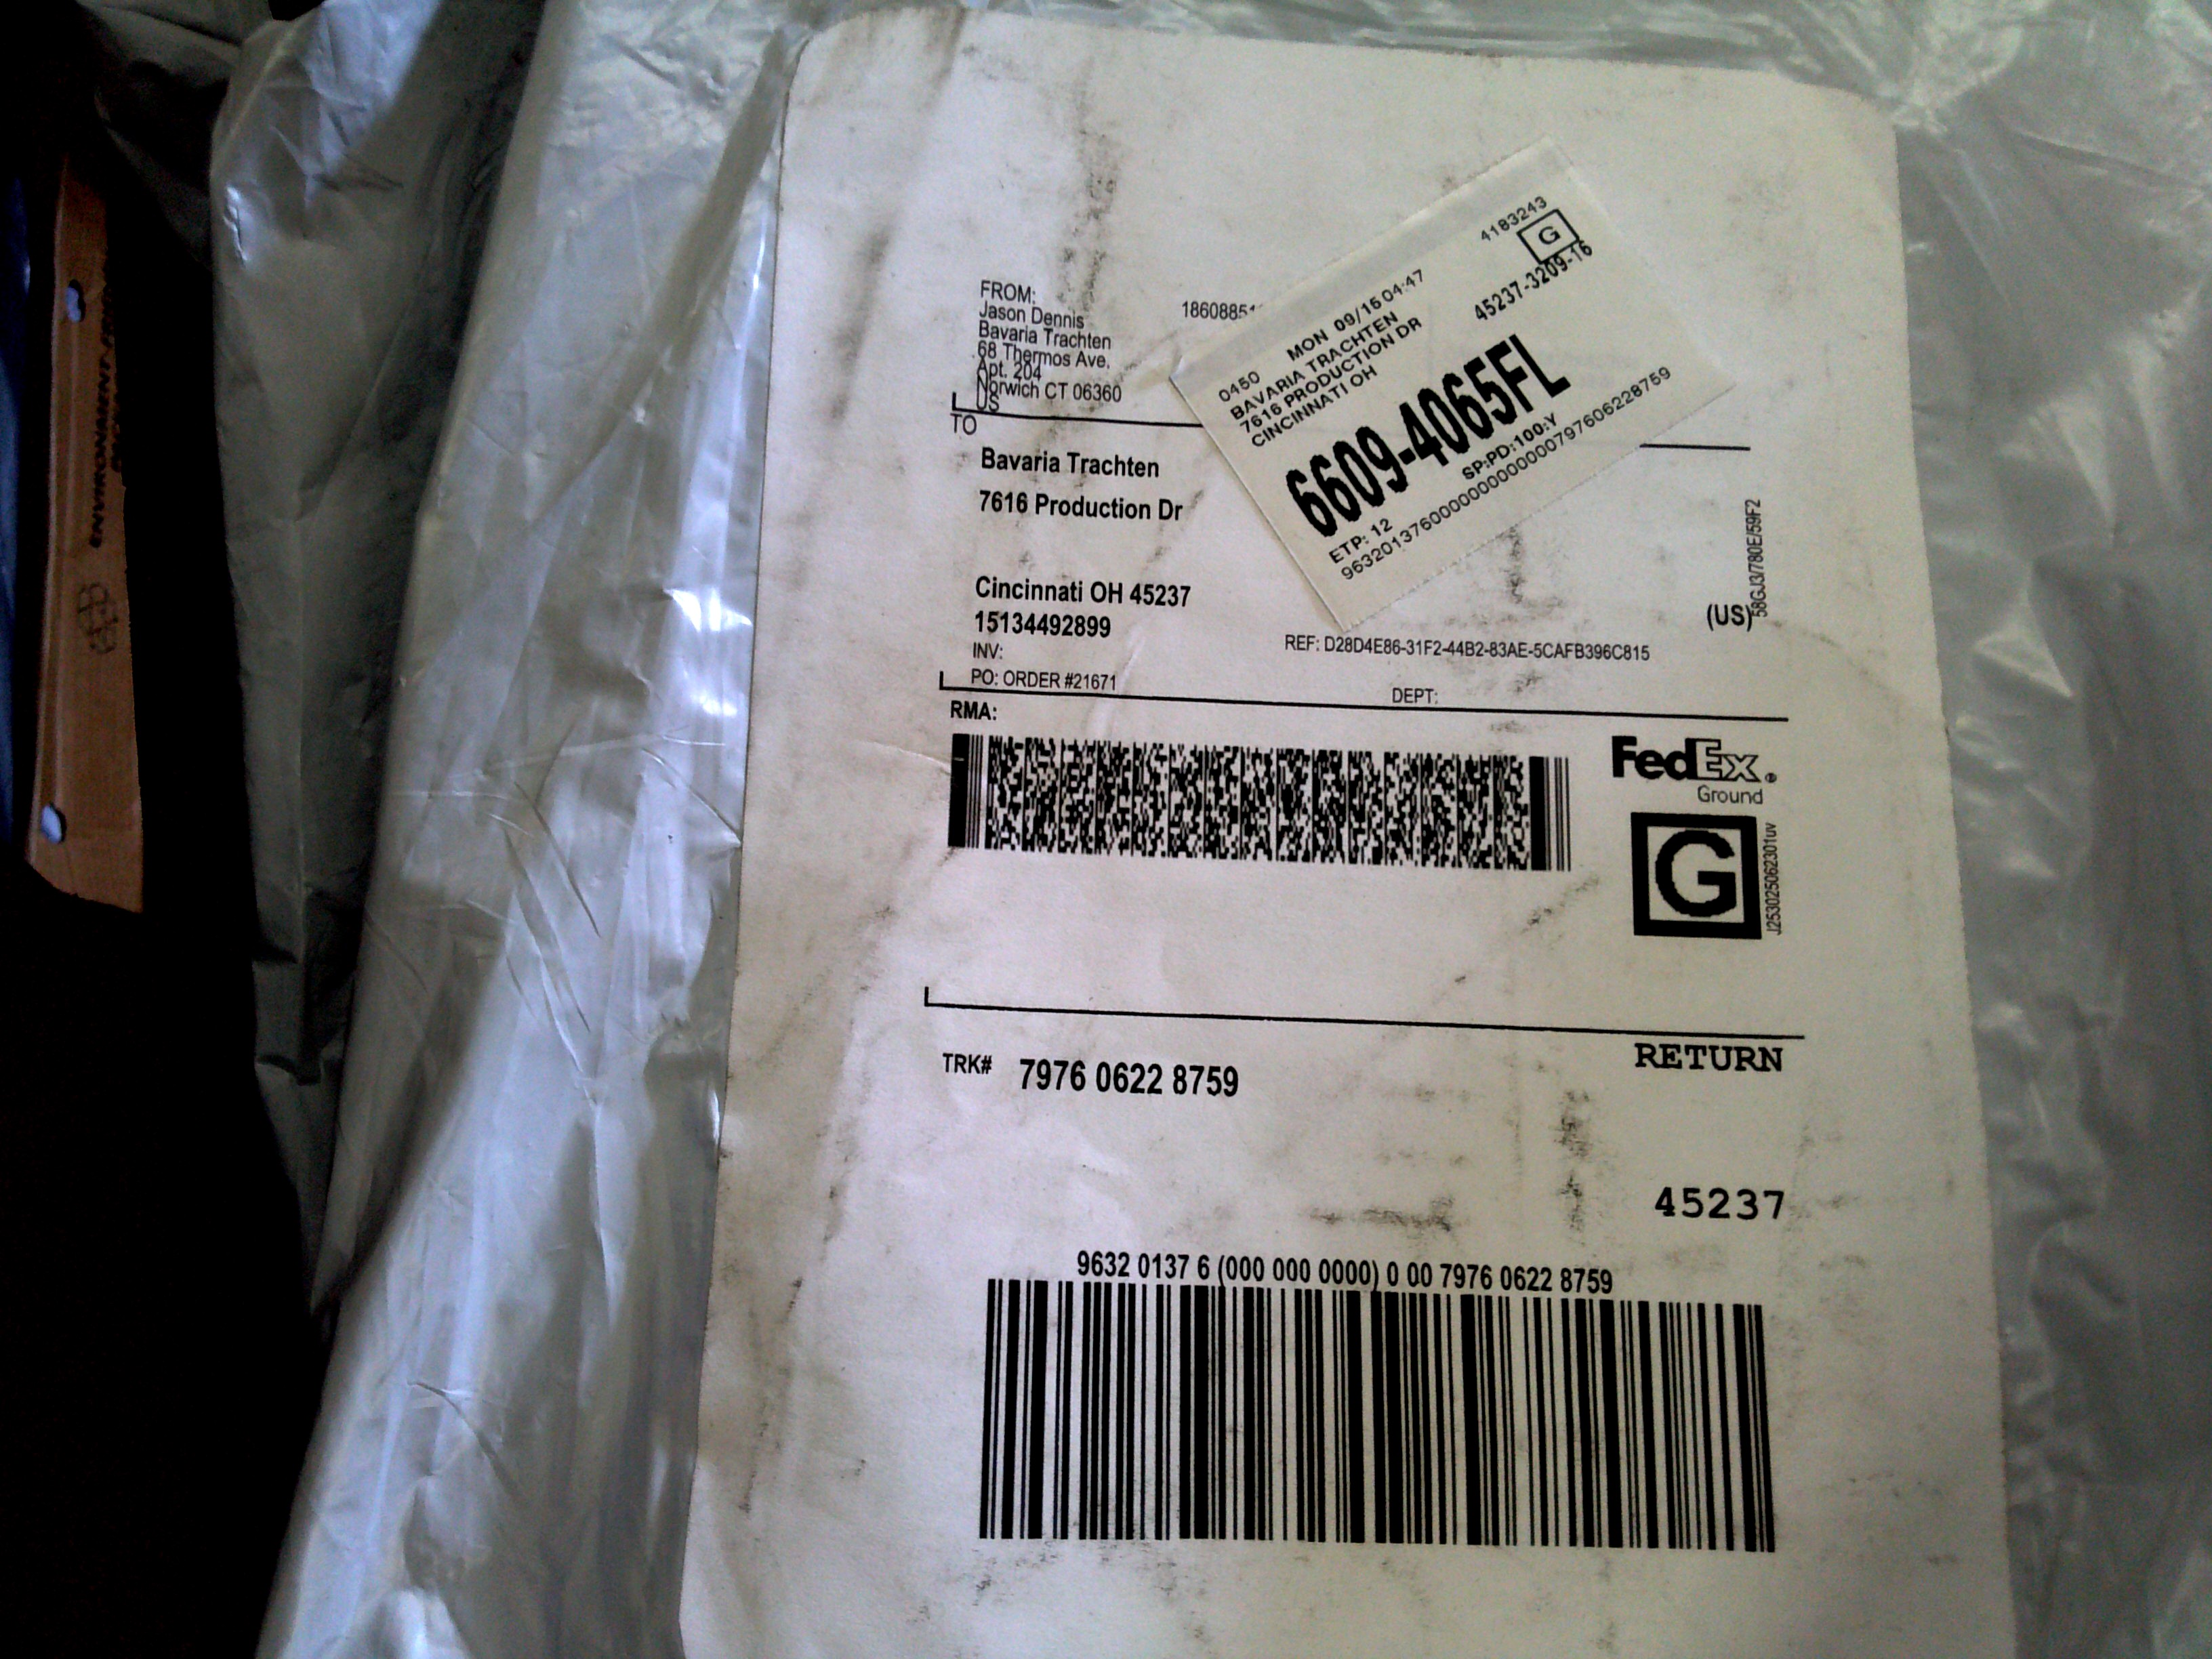 FROM:
Jason Dennis
Bavaria Trachten
68 Thermos Ave.
Apt. 204
Norwich CT 06360
US
4183243
G
MON 09/15 04:47
45237-3209-16
0450
BAVARIA TRACHTEN
7616 PRODUCTION DR
CINCINNATI OH
6609-4065FL
SP:PD:100:Y
ETP: 12
TO
Bavaria Trachten
7616 Production Dr
Cincinnati OH 45237
(US)
15134492899
INV:
REF: D28D4E86-31F2-44B2-83AE-5CAFB396C815
PO: ORDER #21671
DEPT:
58GJ3/780E/59F2
RMA:
FedEx®
Ground
G
J253025062301uv
TRK# 7976 0622 8759
RETURN
45237
9632 0137 6 (000 000 0000) 0 00 7976 0622 8759